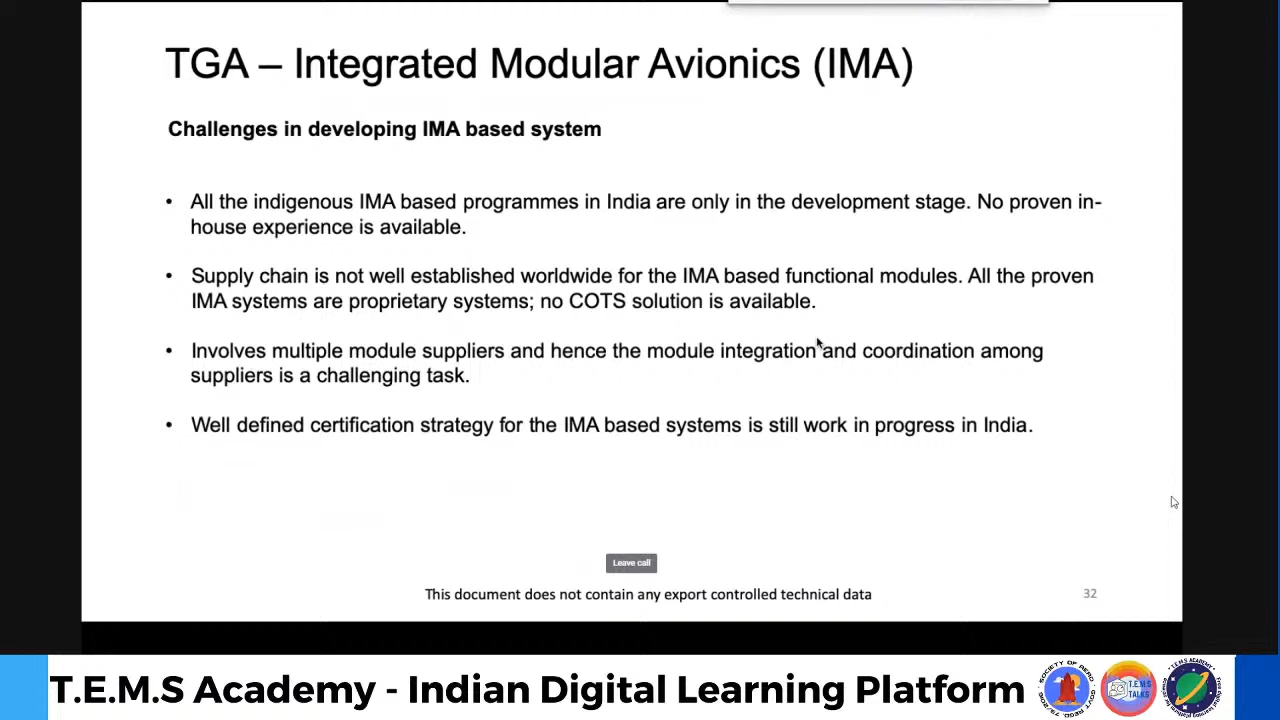 TGA – Integrated Modular Avionics (IMA)
Challenges in developing IMA based system
• All the indigenous IMA based programmes in India are only in the development stage. No proven in-
house experience is available.
• Supply chain is not well established worldwide for the IMA based functional modules. All the proven
IMA systems are proprietary systems; no COTS solution is available.
• Involves multiple module suppliers and hence the module integration and coordination among
suppliers is a challenging task.
• Well defined certification strategy for the IMA based systems is still work in progress in India.
Leave call
This document does not contain any export controlled technical data
32
T.E.M.S Academy - Indian Digital Learning Platform
T.E.M.S
TALKS